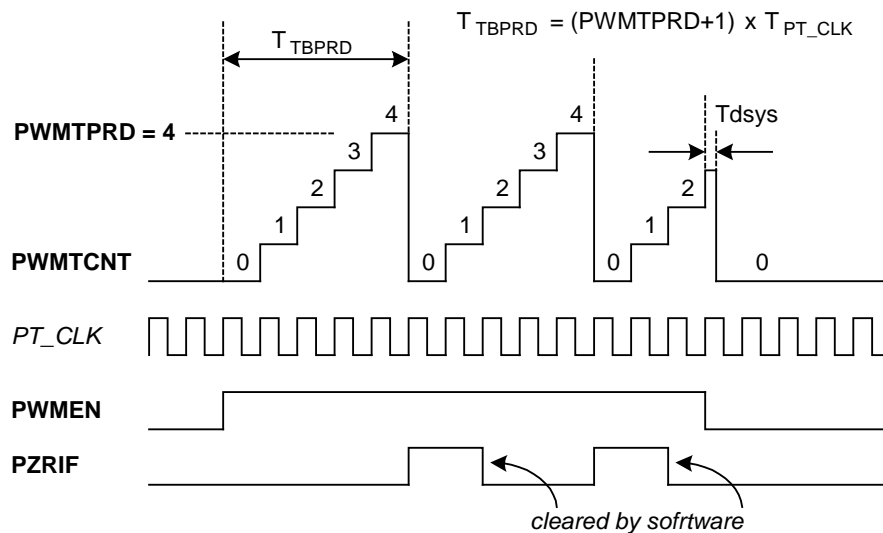 T TBPRD
T TBPRD = (PWMTPRD+1) x T PT_CLK
PWMTPRD = 4
4
4
Tdsys
3
3
2
2
2
1
1
1
PWMTCNT
0
0
0
0
PT_CLK
PWMEN
PZRIF
cleared by sofrtware